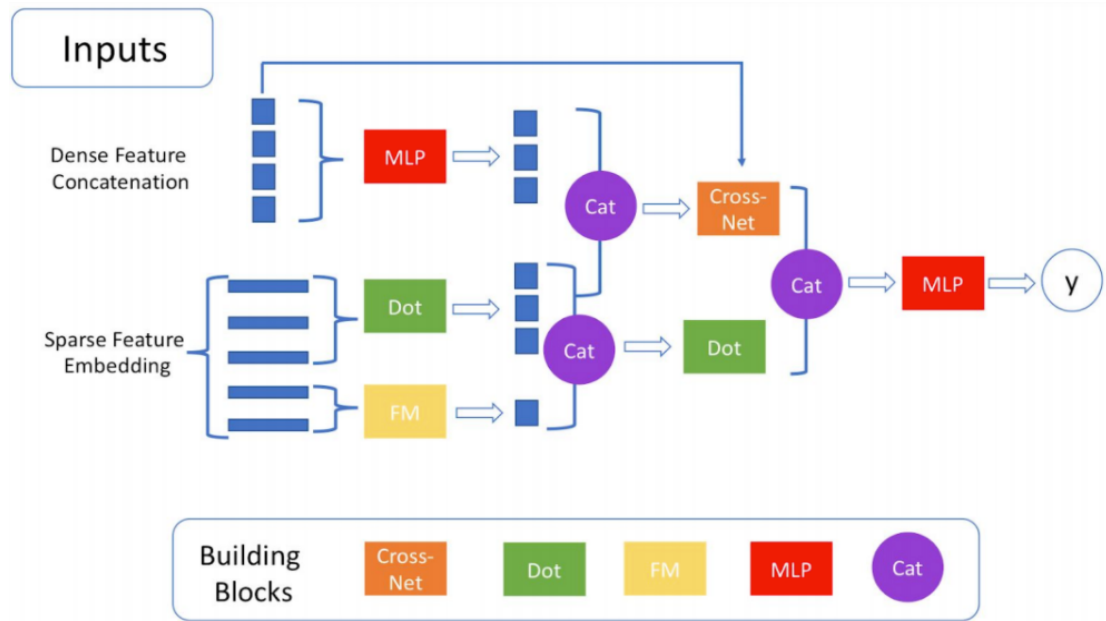 Inputs
Dense Feature
Concatenation
MLP
Cat
Cross-
Net
Sparse Feature
Embedding
Dot
Cat
Dot
FM
Cat
MLP
y
Building
Blocks
Cross-
Net
Dot
FM
MLP
Cat